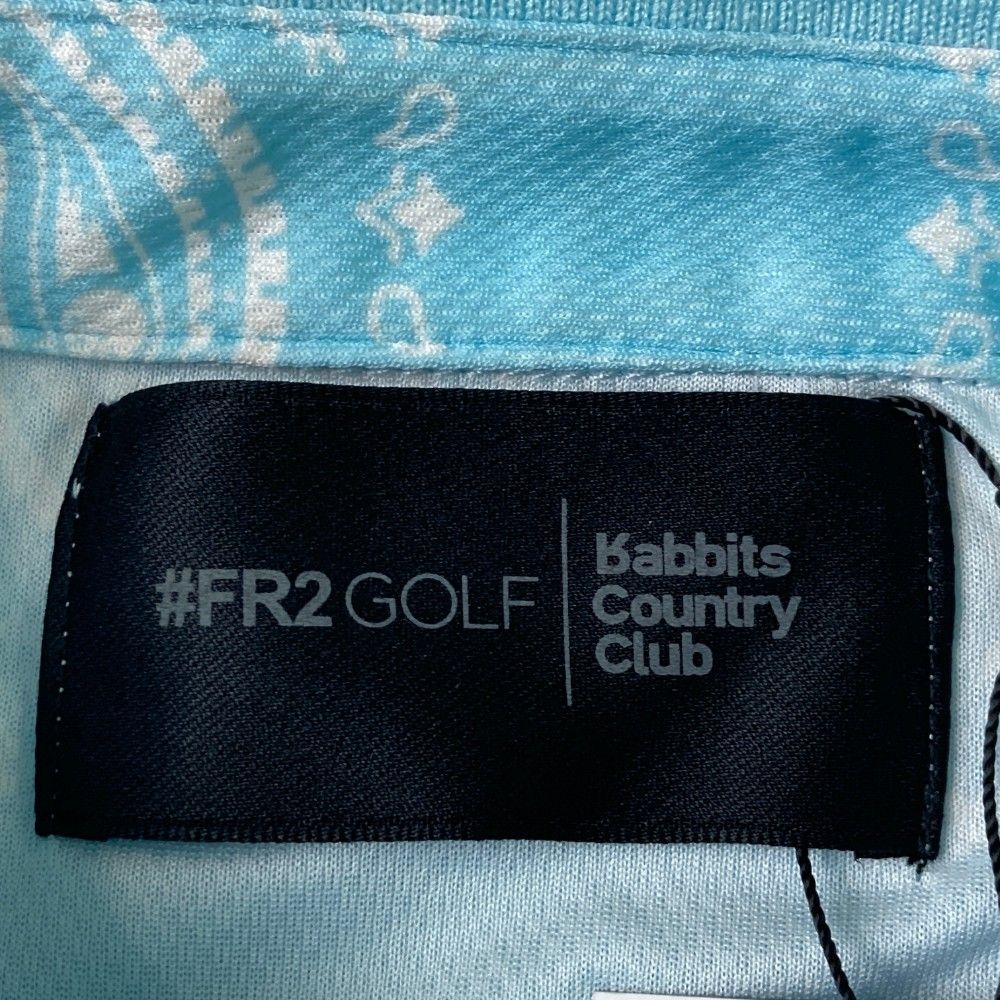 #FR2 GOLF
Rabbits
Country
Club